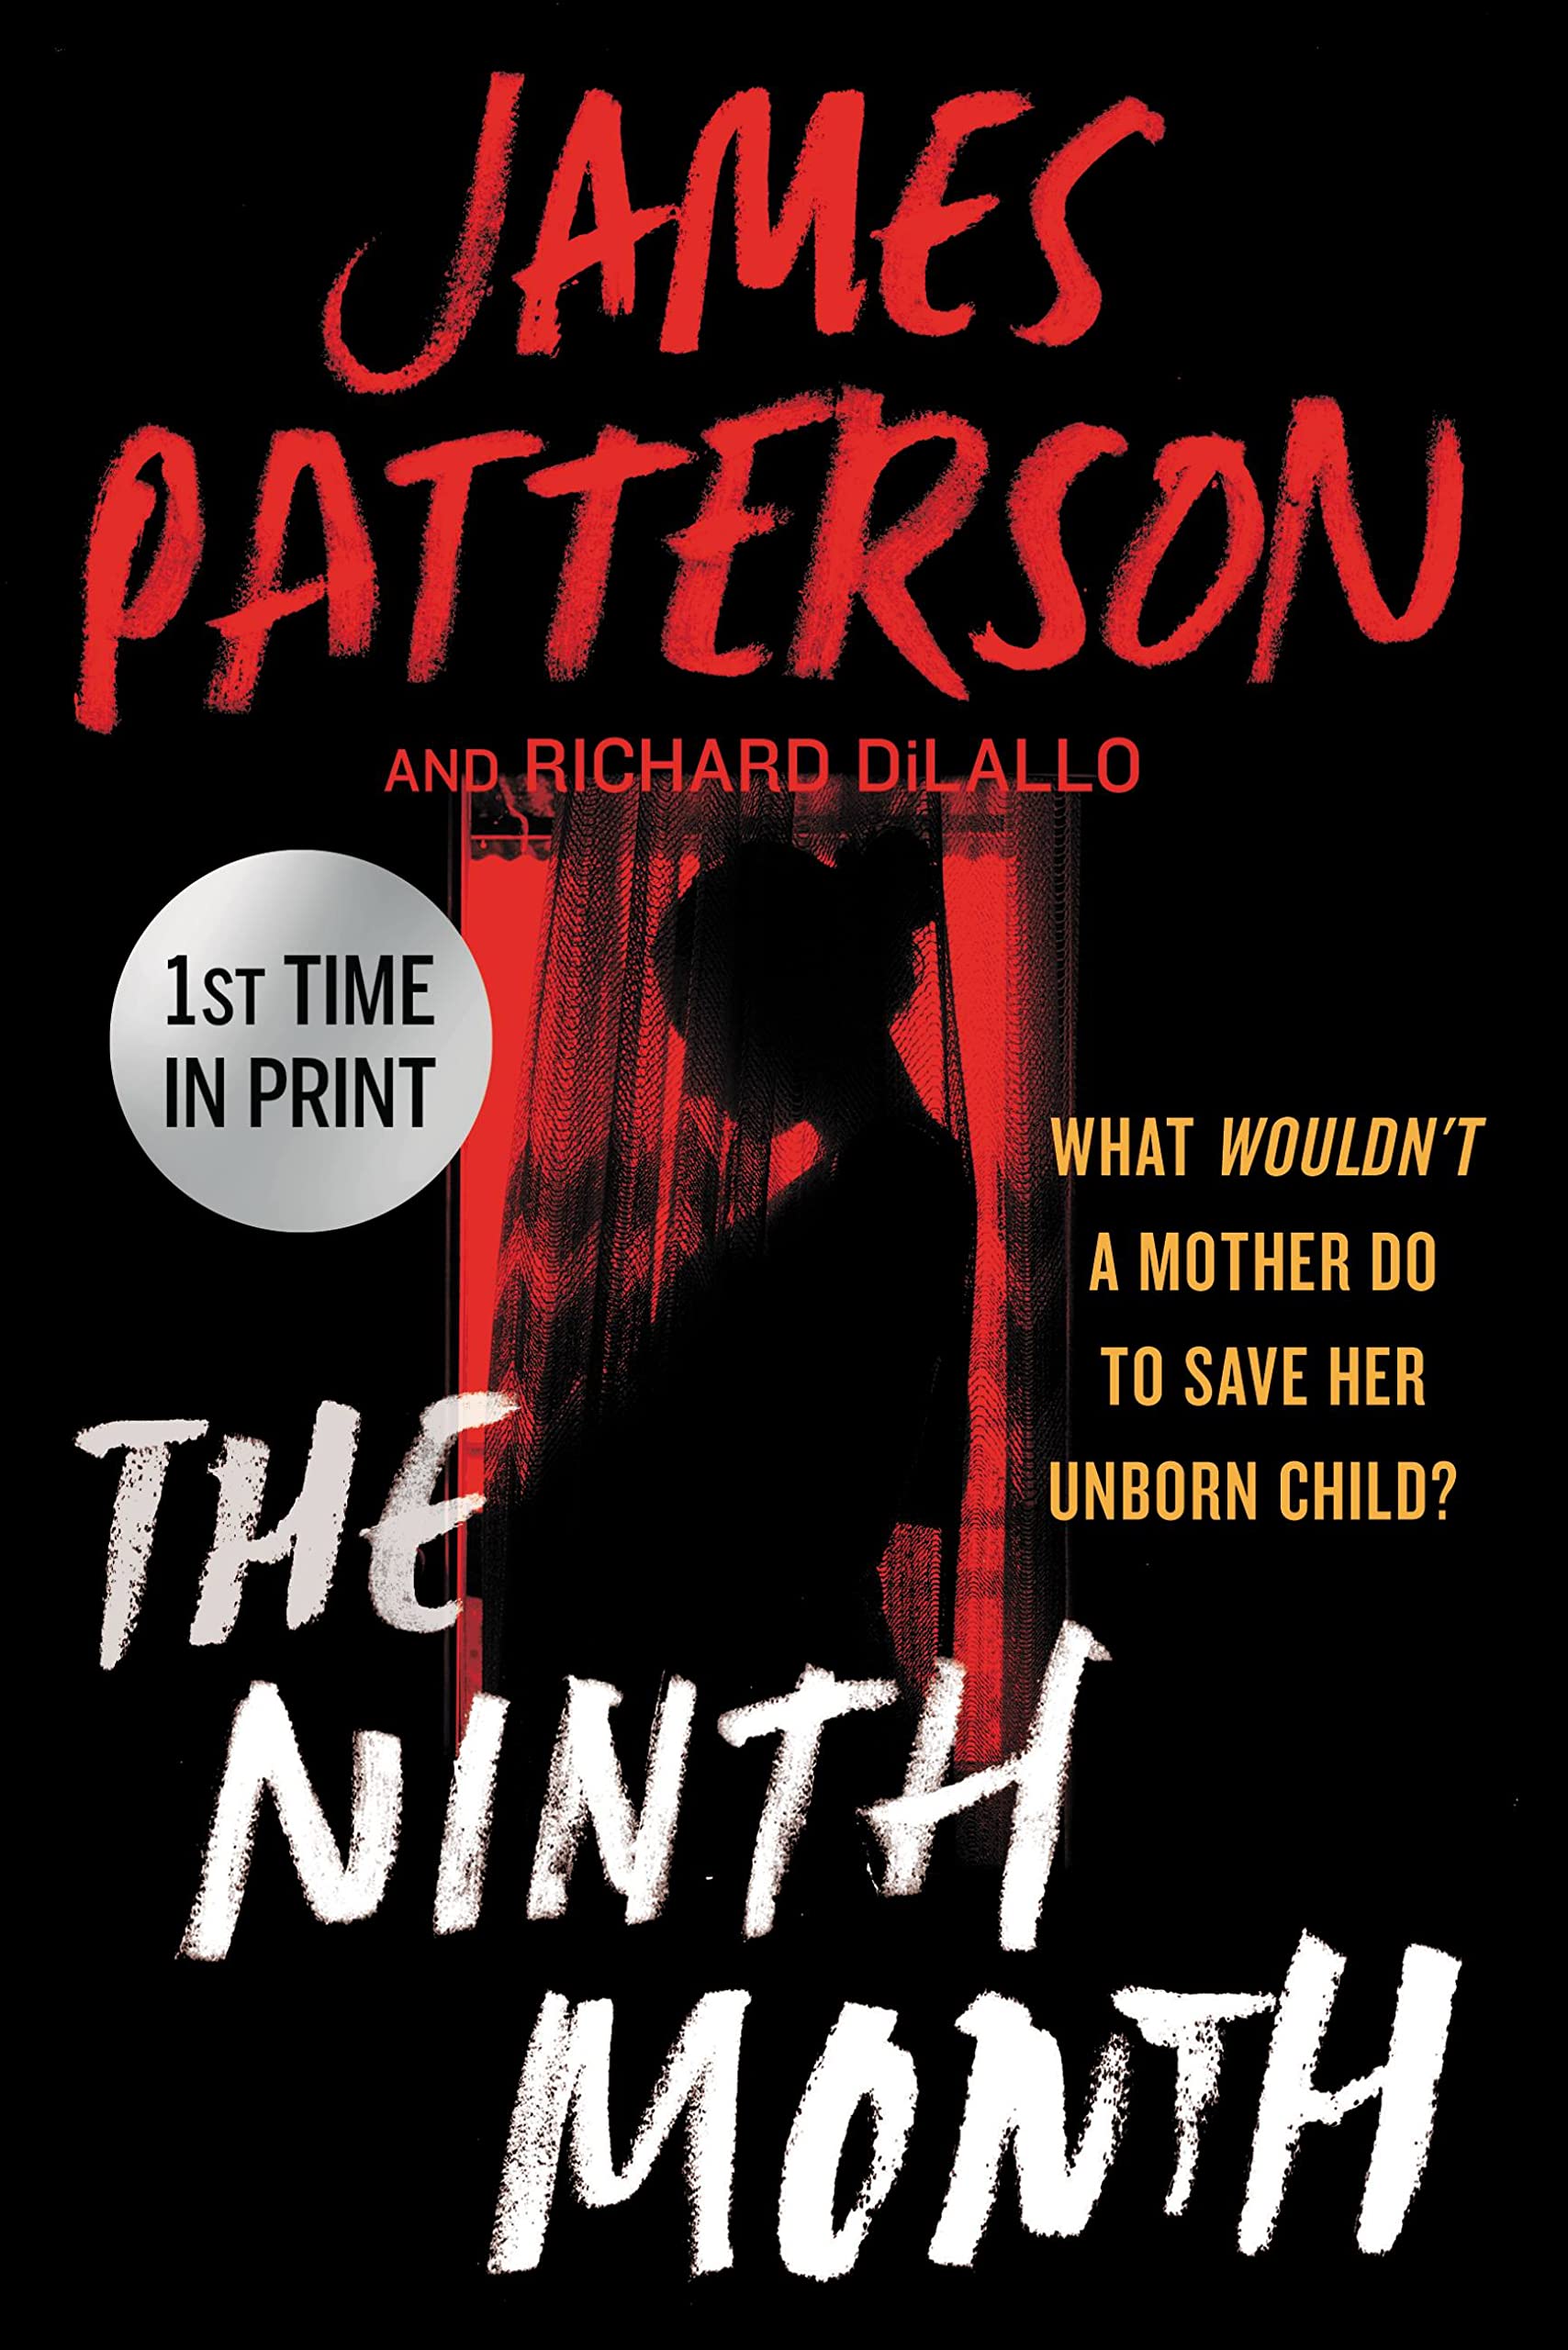 JAMES
PATTERSON
AND RICHARD DiLALLO
1ST TIME
IN PRINT
WHAT WOULDN'T
A MOTHER DO
TO SAVE HER
UNBORN CHILD?
THE
NINTH
MONTH